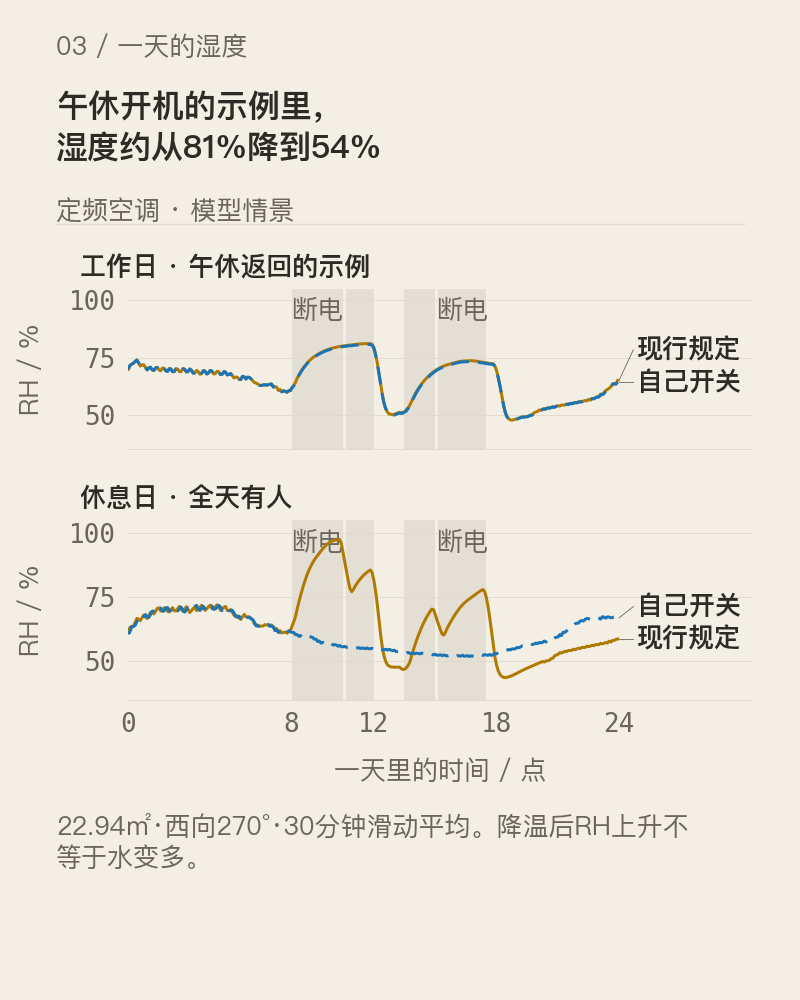 03 / 一天的湿度
午休开机的示例里，
湿度约从81%降到54%
定频空调 · 模型情景
工作日 · 午休返回的示例
断电
断电
100
75
50
RH / %
现行规定
自己开关
休息日 · 全天有人
断电
断电
100
75
50
RH / %
自己开关
现行规定
0 8 12 18 24
一天里的时间 / 点
22.94㎡·西向270°·30分钟滑动平均。降温后RH上升不
等于水变多。